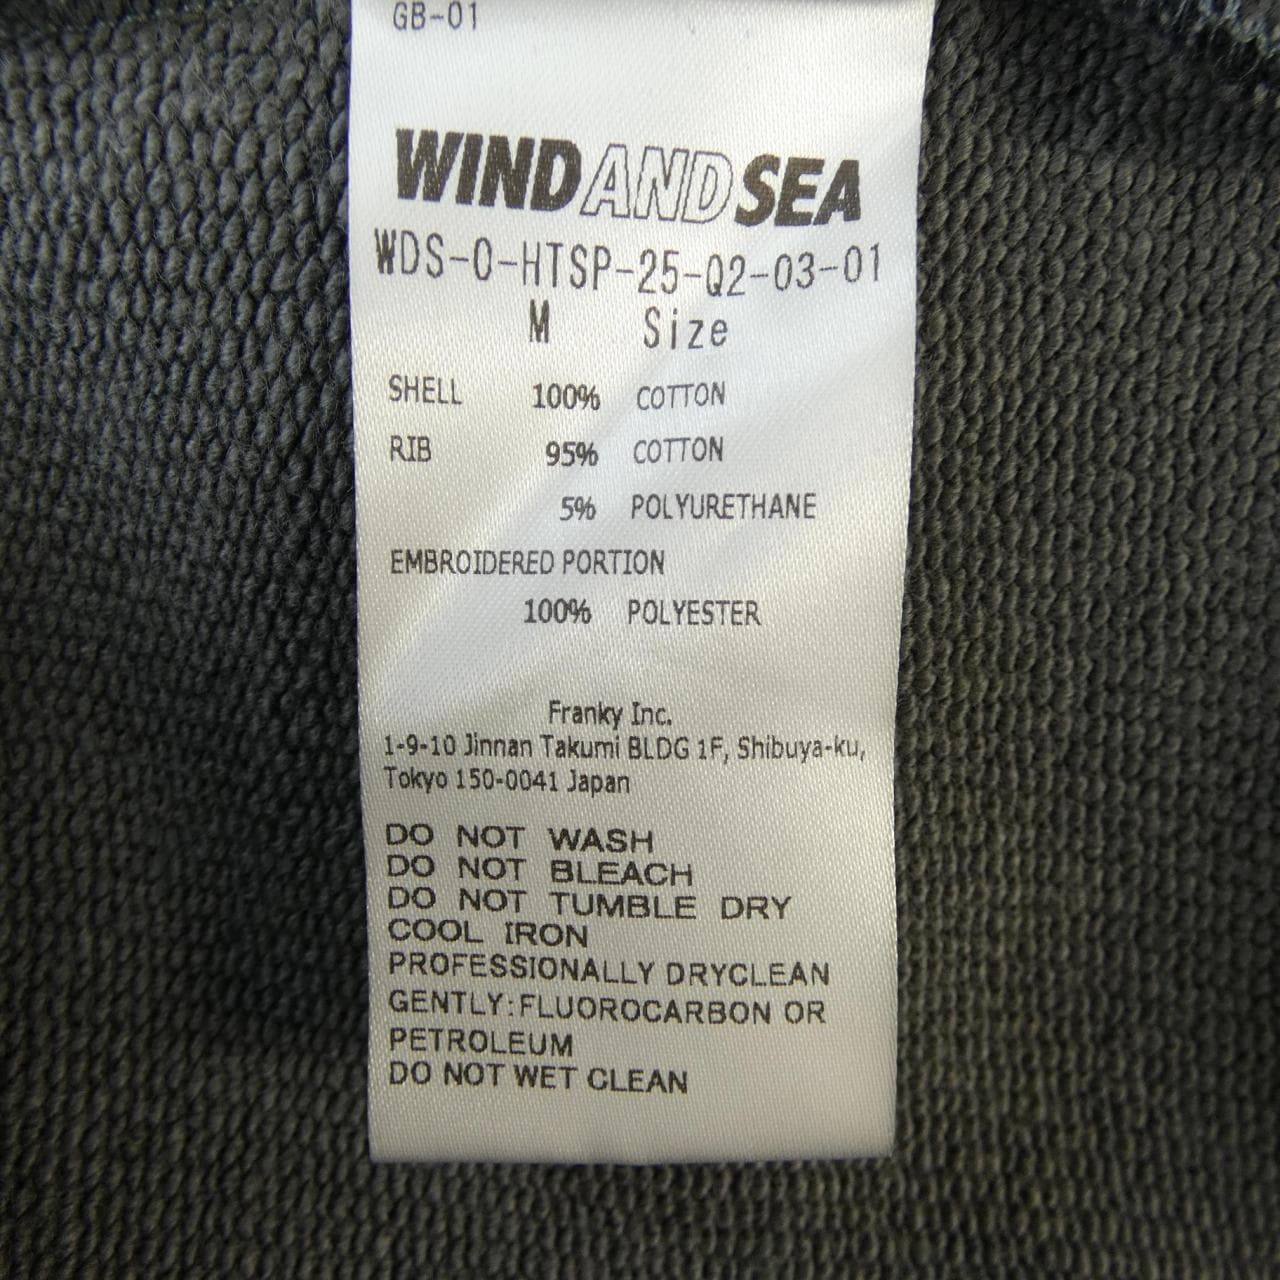 GB-01
WINDANDSEA
WDS-O-HTSP-25-Q2-03-01
M Size
SHELL 100% COTTON
RIB 95% COTTON
5% POLYURETHANE
EMBROIDERED PORTION
100% POLYESTER
Franky Inc.
1-9-10 Jinnan Takumi BLDG 1F, Shibuya-ku,
Tokyo 150-0041 Japan
DO NOT WASH
DO NOT BLEACH
DO NOT TUMBLE DRY
COOL IRON
PROFESSIONALLY DRYCLEAN
GENTLY:FLUOROCARBON OR
PETROLEUM
DO NOT WET CLEAN